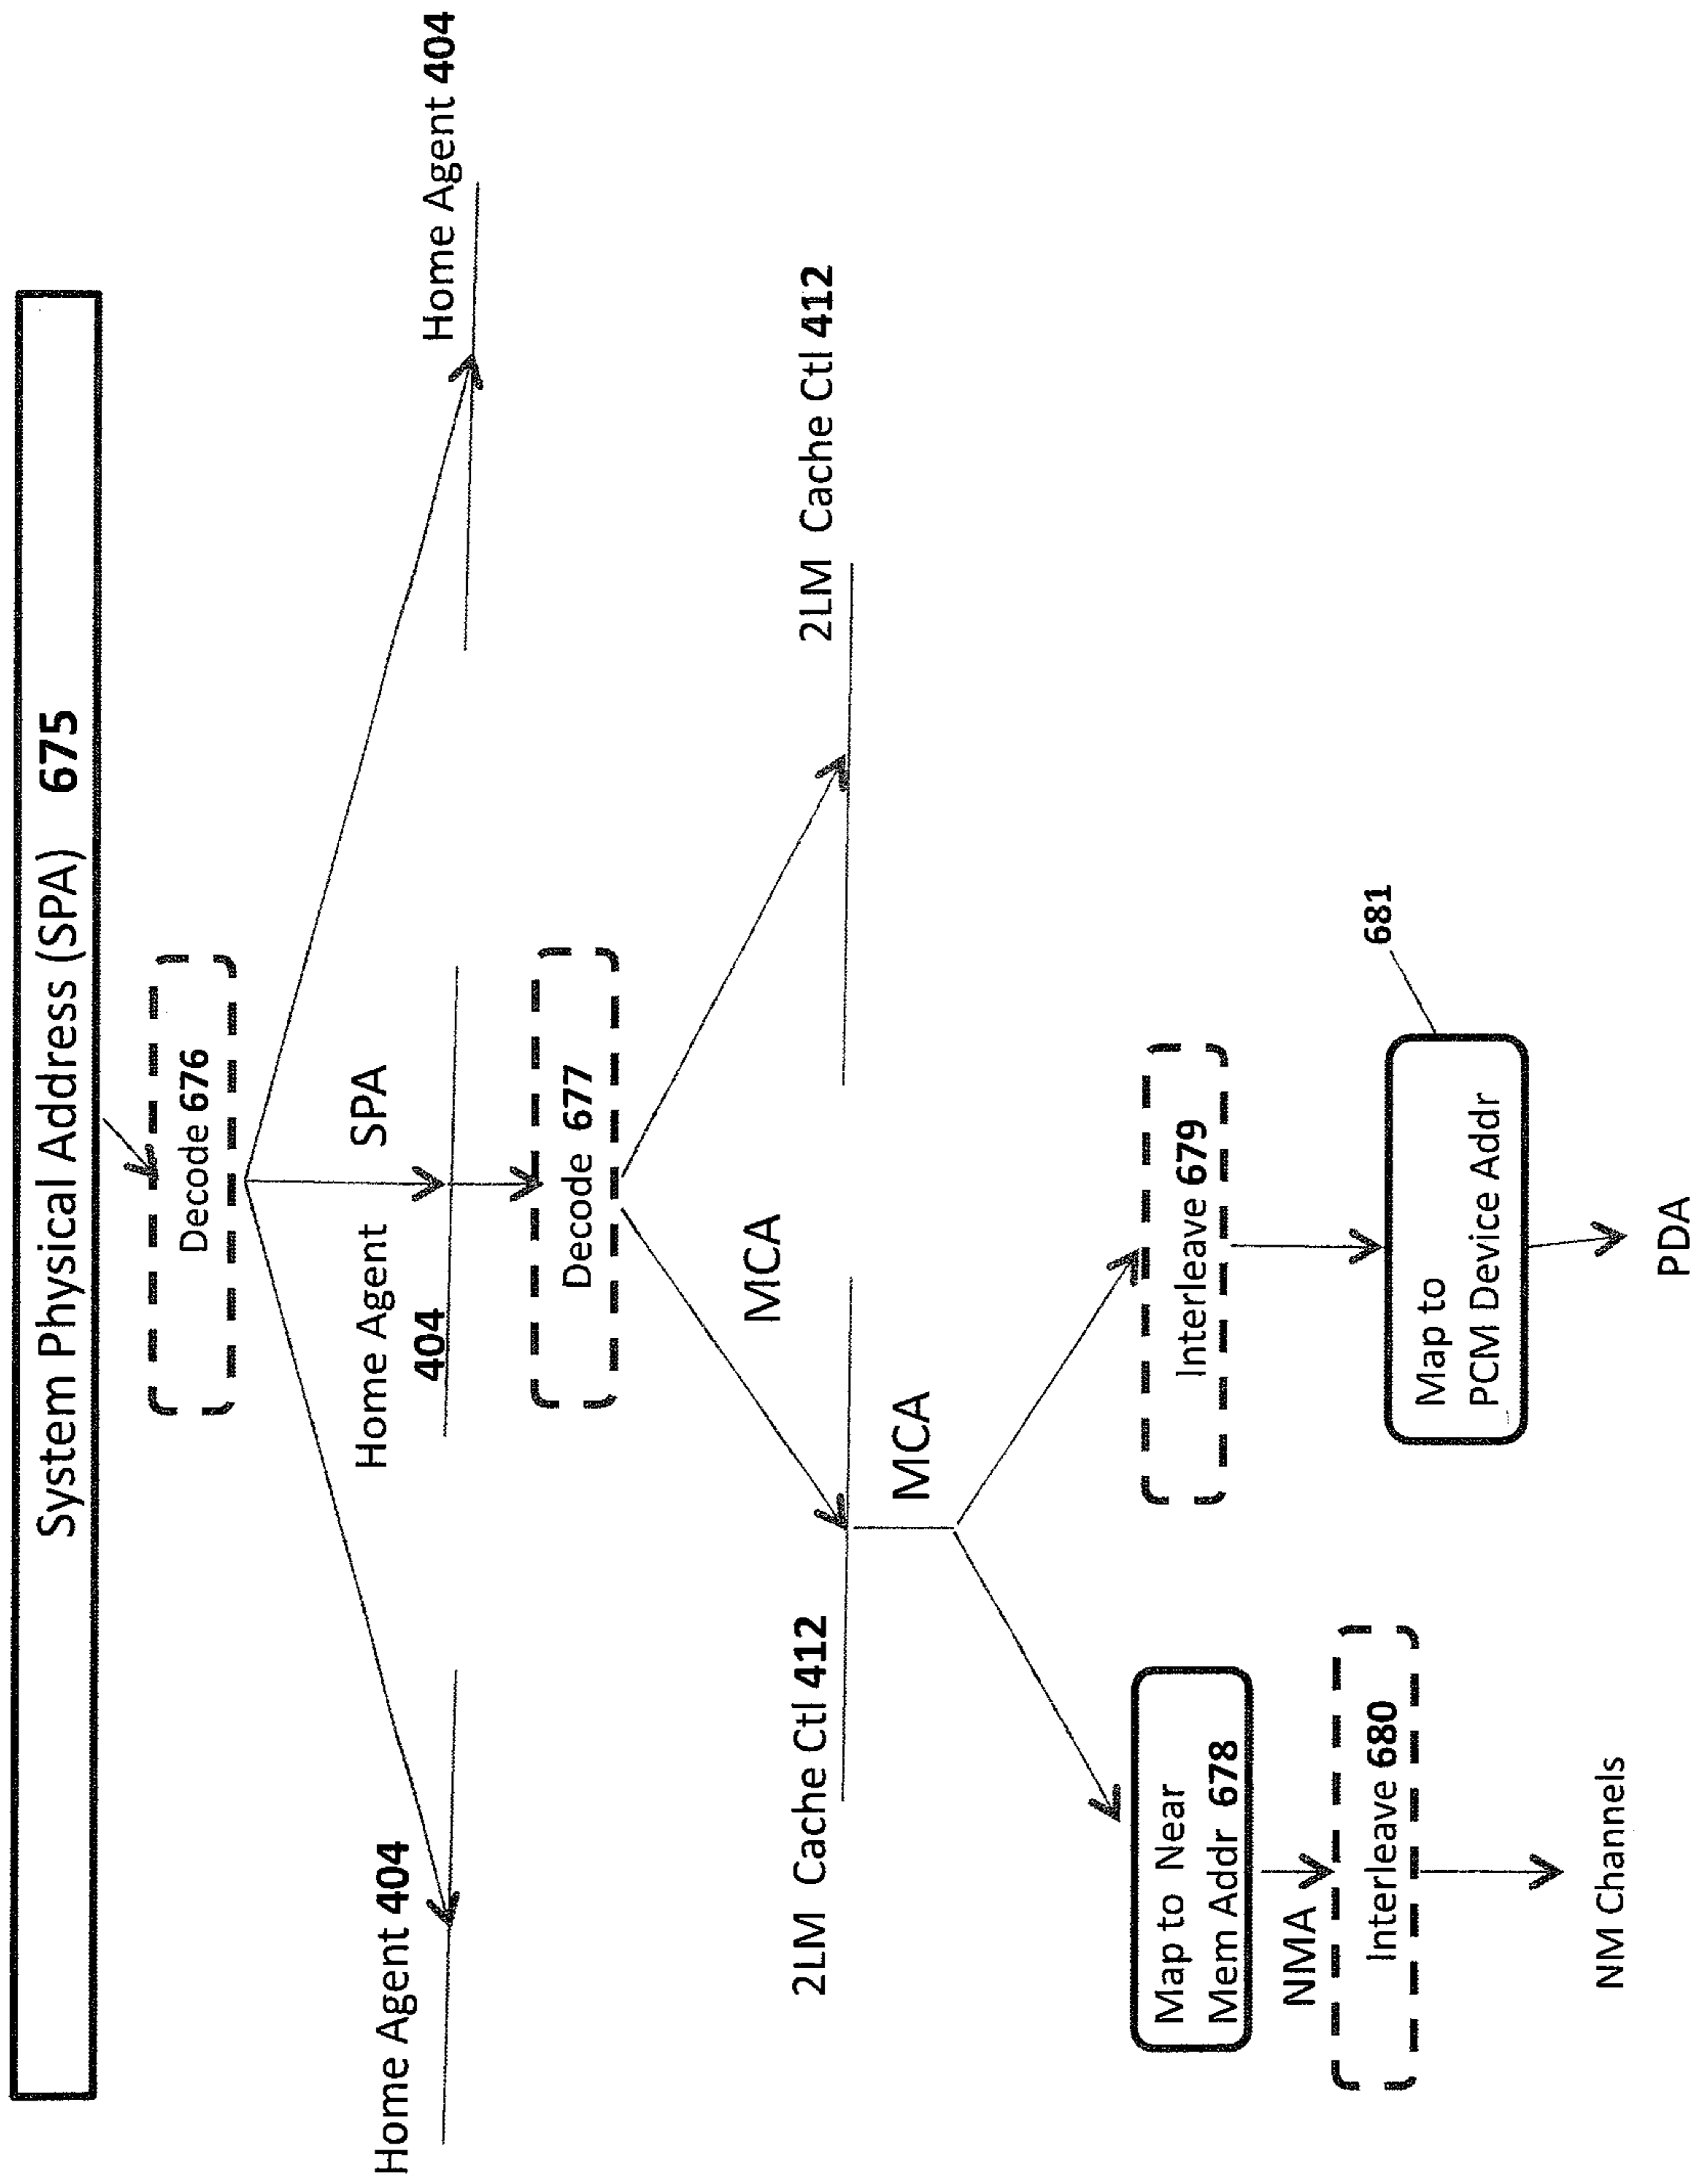 System Physical Address (SPA) 675
Decode 676
Home Agent 404
Home Agent
404
SPA
Home Agent 404
Decode 677
MCA
2LM Cache Ctl 412
2LM Cache Ctl 412
MCA
Map to Near
Mem Addr 678
Interleave 679
NMA
Interleave 680
681
Map to
PCM Device Addr
NM Channels
PDA